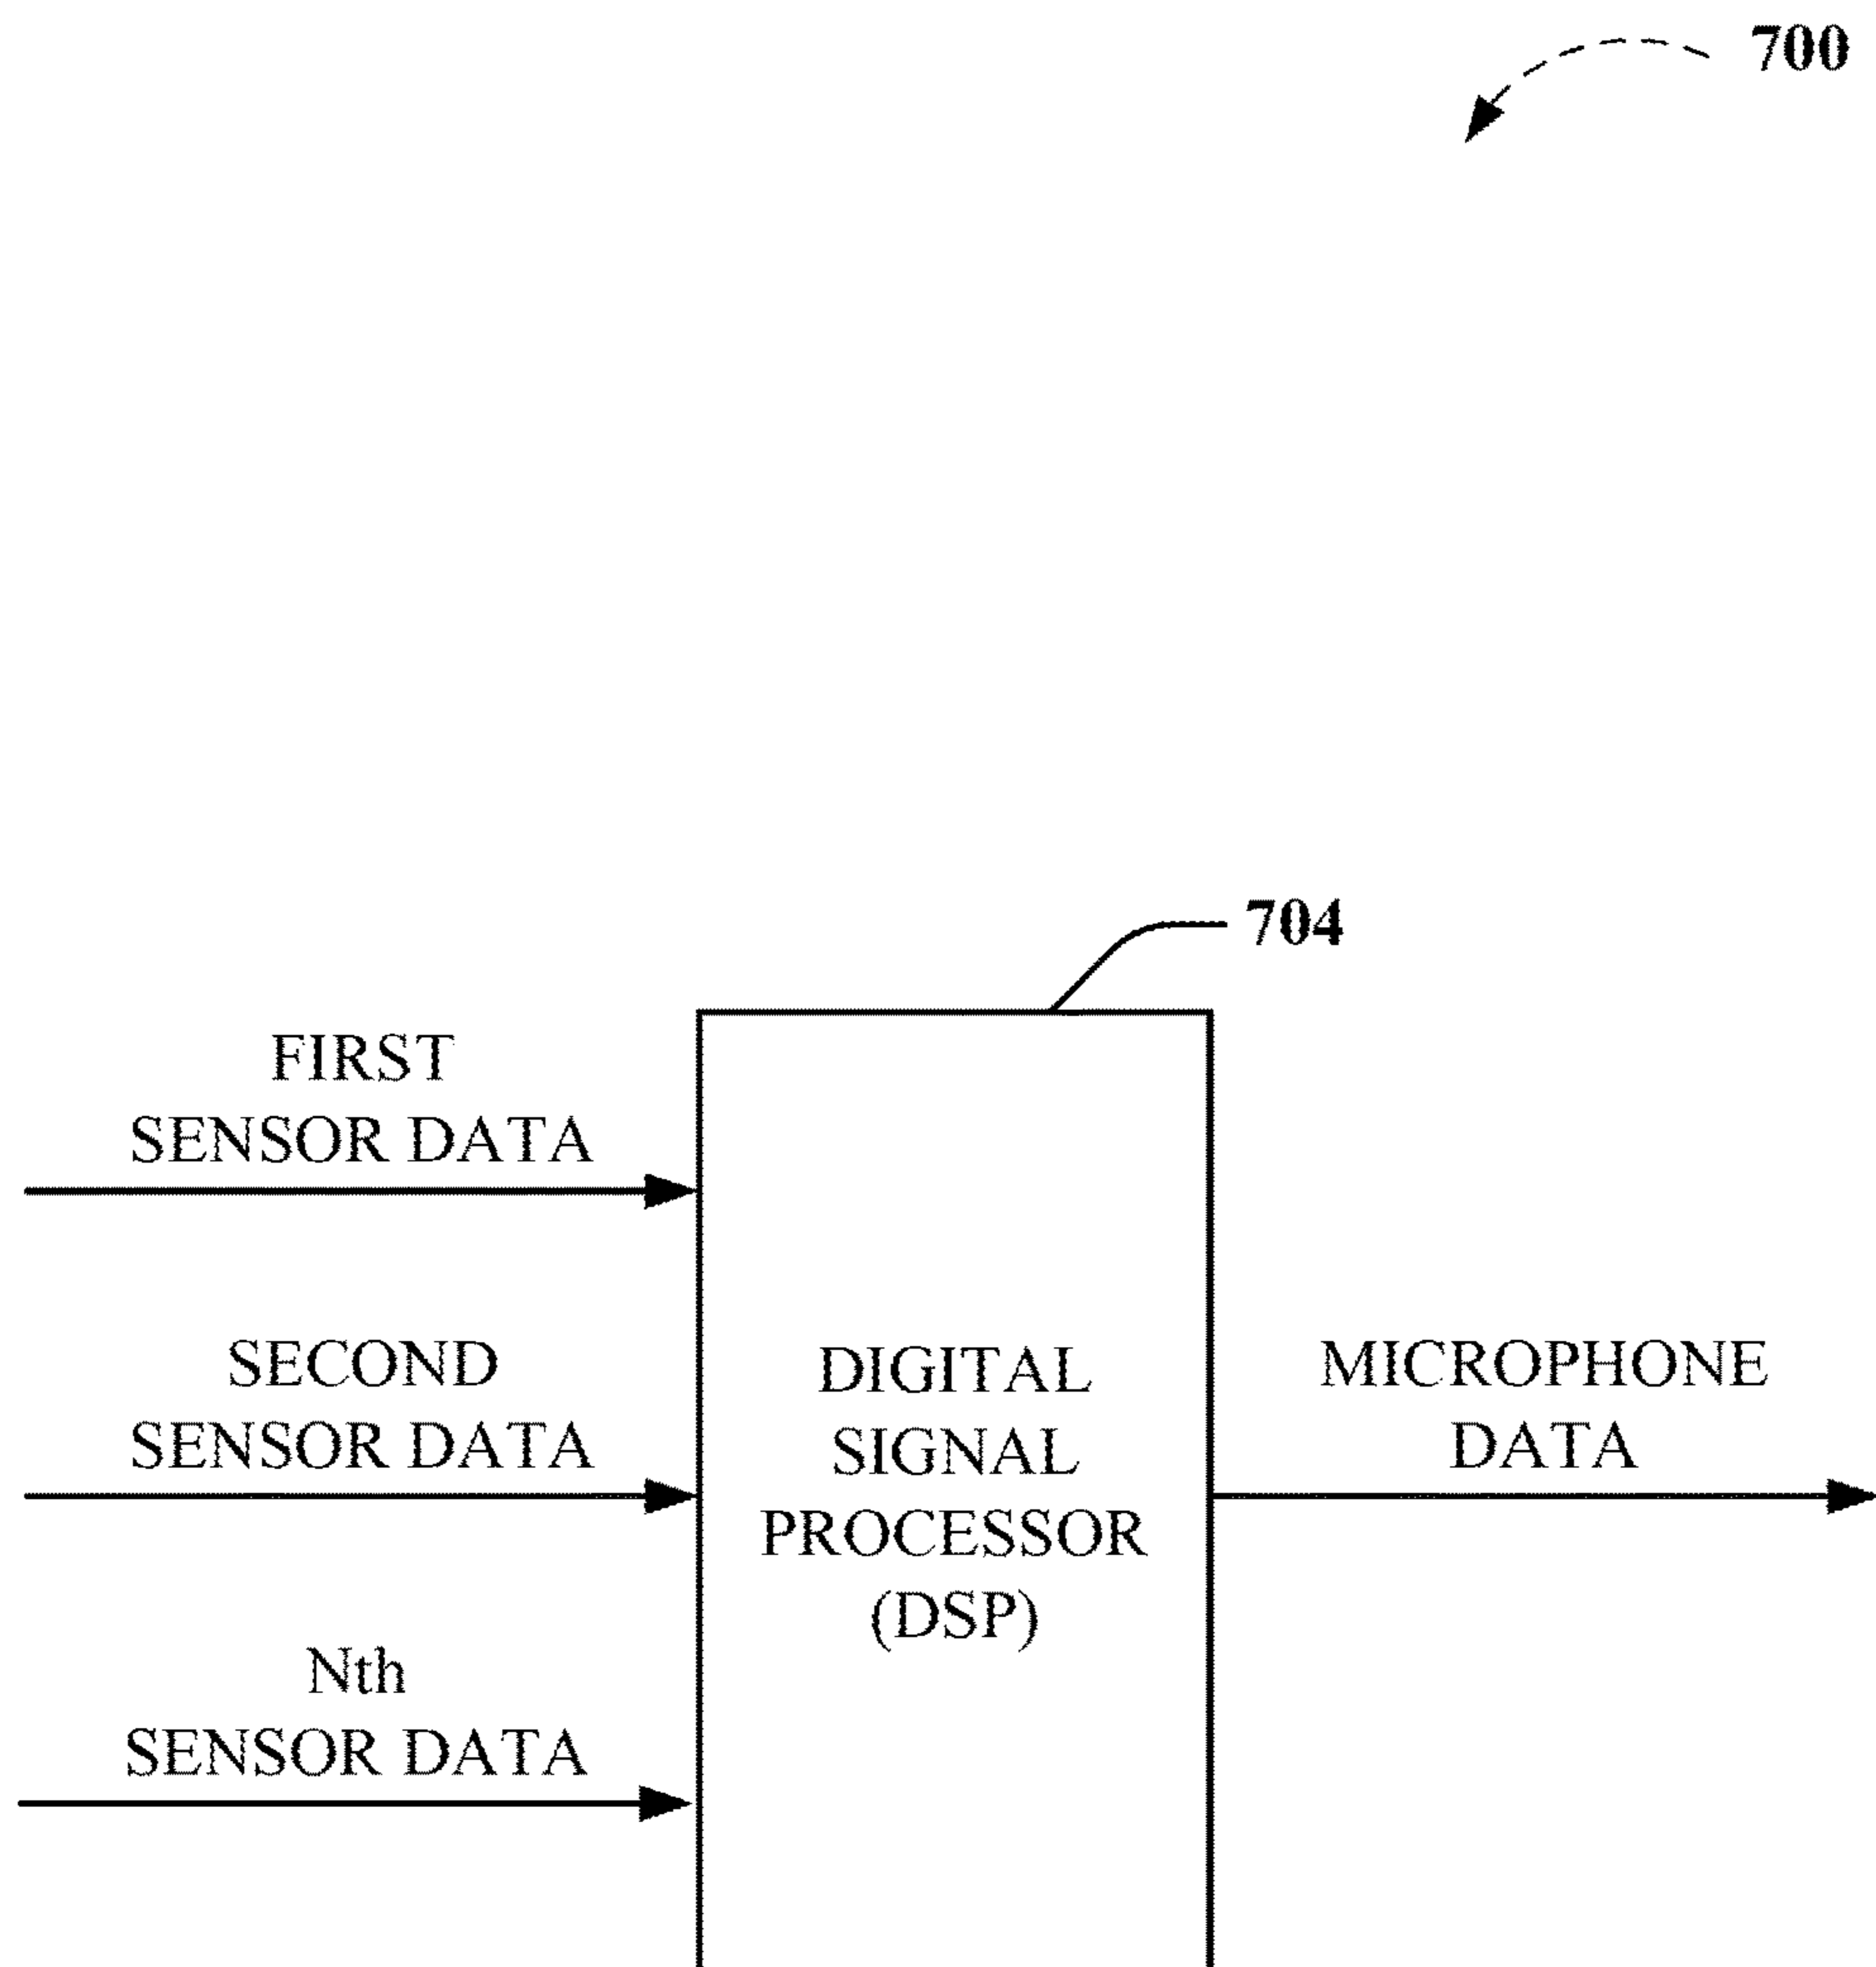 700
704
FIRST
SENSOR DATA
SECOND
SENSOR DATA
Nth
SENSOR DATA
DIGITAL
SIGNAL
PROCESSOR
(DSP)
MICROPHONE
DATA